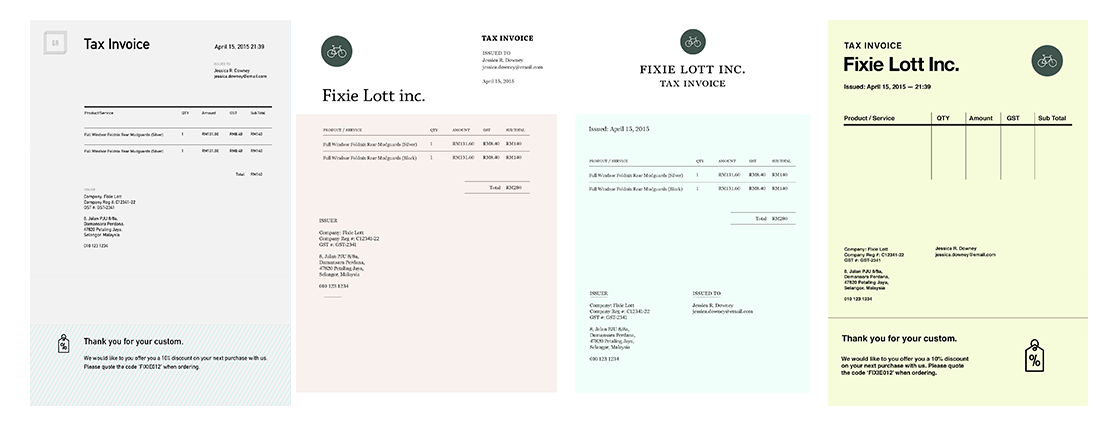 Tax Invoice
April 15, 2015 21:39
ISSUED TO
Jessica R. Downey
jessica.downey@email.com
Product/Service QTY Amount GST Sub Total
Full Windsor Foldnfix Rear Mudguards (Silver) 1 RM131.60 RM8.40 RM140
Full Windsor Foldnfix Rear Mudguards (Silver) 1 RM131.60 RM8.40 RM140
Total RM140
Company: Fixie Lott
Company Reg #: C12341-22
GST #: GST-2341
8, Jalan PJU 8/8a,
Damansara Perdana,
47820 Petaling Jaya,
Selangor, Malaysia
010 123 1234
Thank you for your custom.
We would like to you offer you a 10% discount on your next purchase with us.
Please quote the code 'FIXIE012' when ordering.
TAX INVOICE
ISSUED TO
Jessica R. Downey
jessica.downey@email.com
April 15, 2015
Fixie Lott inc.
PRODUCT / SERVICE QTY AMOUNT GST SUB TOTAL
Full Windsor Foldnfix Rear Mudguards (Silver) 1 RM131.60 RM8.40 RM140
Full Windsor Foldnfix Rear Mudguards (Black) 1 RM131.60 RM8.40 RM140
Total RM280
ISSUER
Company: Fixie Lott
Company Reg #: C12341-22
GST #: GST-2341
8, Jalan PJU 8/8a,
Damansara Perdana,
47820 Petaling Jaya,
Selangor, Malaysia
010 123 1234
FIXIE LOTT INC.
TAX INVOICE
Issued: April 15, 2015
PRODUCT / SERVICE QTY AMOUNT GST SUB TOTAL
Full Windsor Foldnfix Rear Mudguards (Silver) 1 RM131.60 RM8.40 RM140
Full Windsor Foldnfix Rear Mudguards (Black) 1 RM131.60 RM8.40 RM140
Total RM280
ISSUER
Company: Fixie Lott
Company Reg #: C12341-22
GST #: GST-2341
8, Jalan PJU 8/8a,
Damansara Perdana,
47820 Petaling Jaya,
Selangor, Malaysia
010 123 1234
ISSUED TO
Jessica R. Downey
jessica.downey@email.com
TAX INVOICE
Fixie Lott Inc.
Issued: April 15, 2015 — 21:39
Product / Service QTY Amount GST Sub Total
Company: Fixie Lott
Company Reg #: C12341-22
GST #: GST-2341
8, Jalan PJU 8/8a,
Damansara Perdana,
47820 Petaling Jaya,
Selangor, Malaysia
010 123 1234
Jessica R. Downey
jessica.downey@email.com
Thank you for your custom.
We would like to you offer you a 10% discount
on your next purchase with us. Please quote
the code 'FIXIE012' when ordering.
%